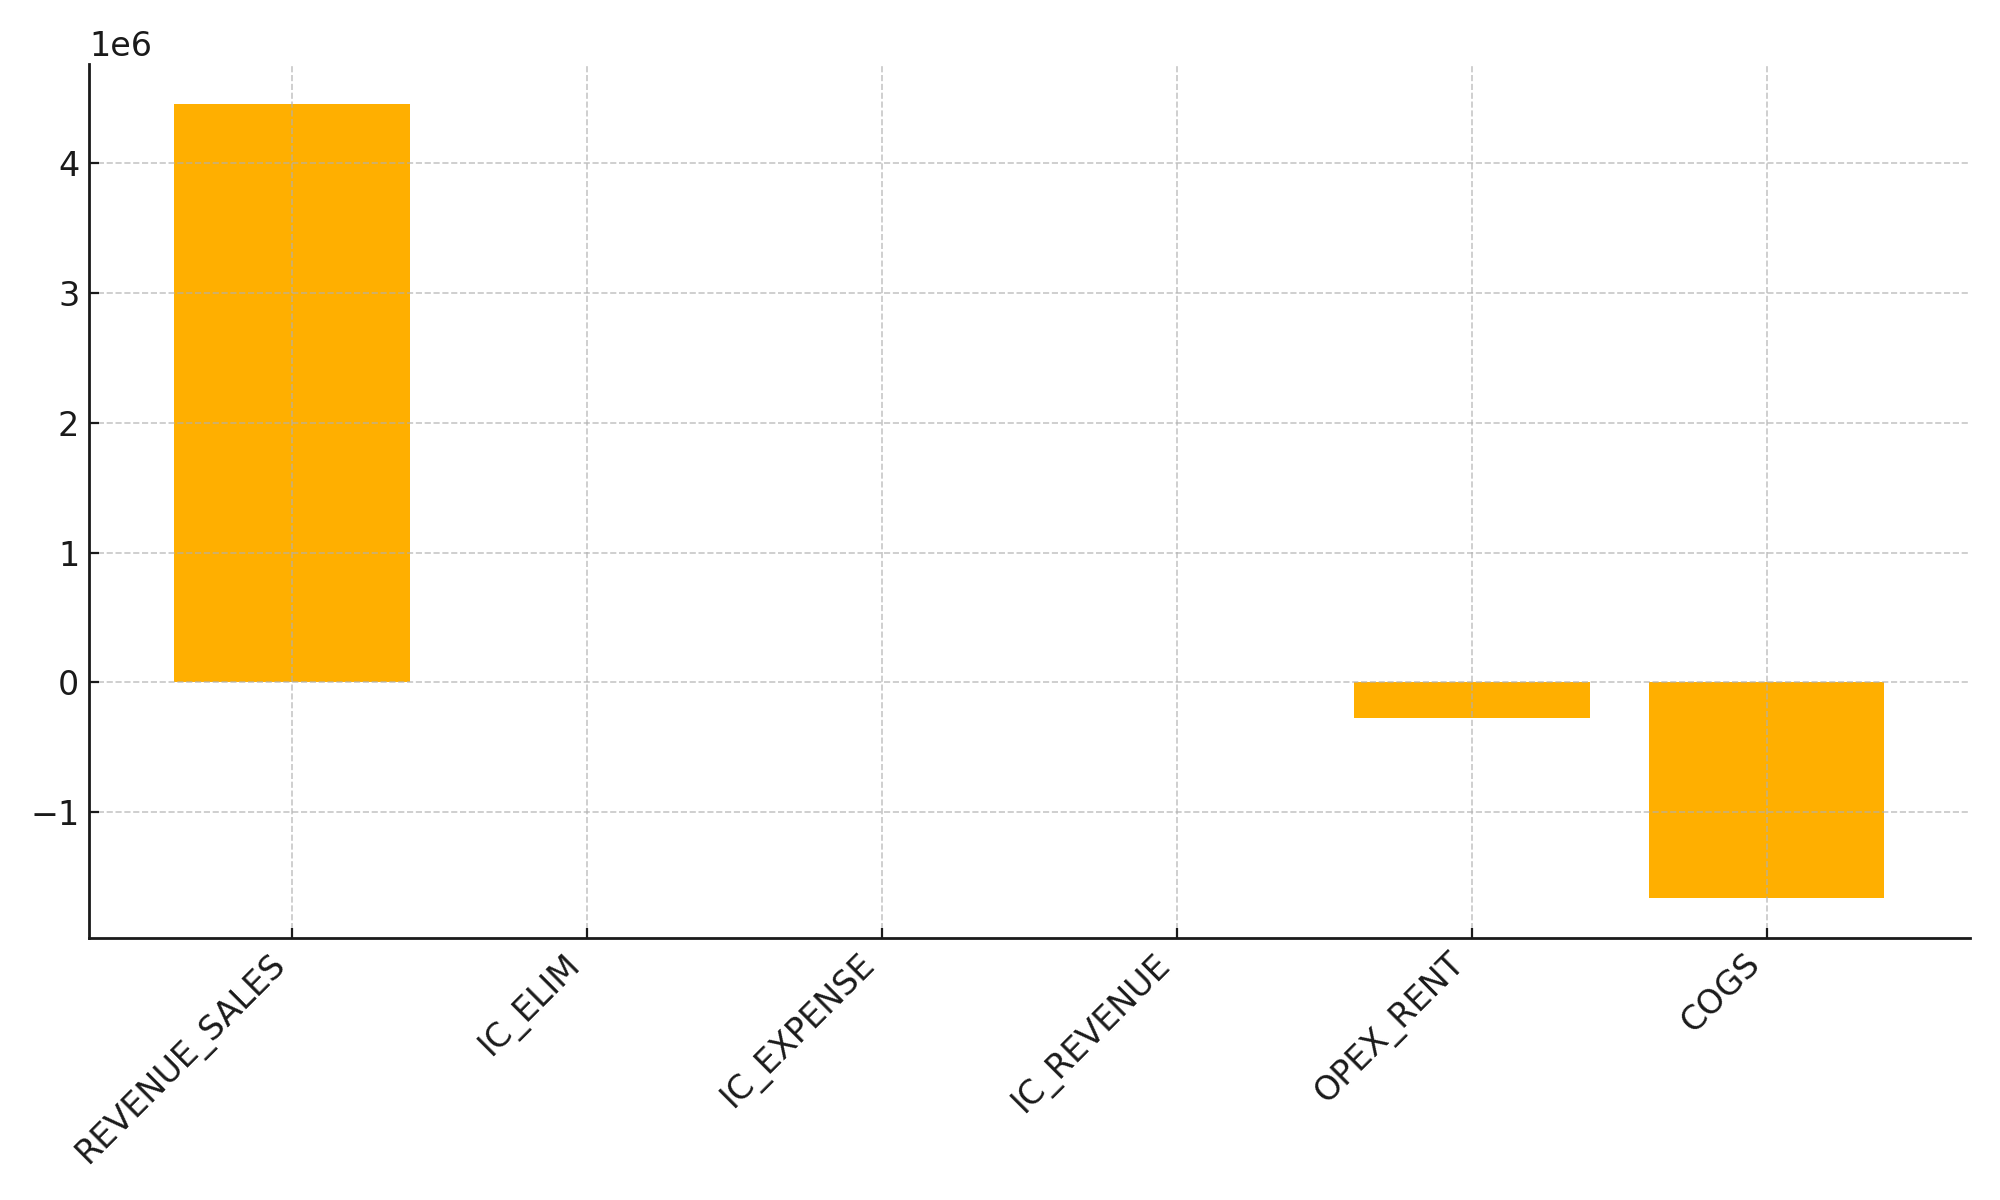 1e6
4
3
2
1
0
−1
REVENUE_SALES
IC_ELIM
IC_EXPENSE
IC_REVENUE
OPEX_RENT
COGS